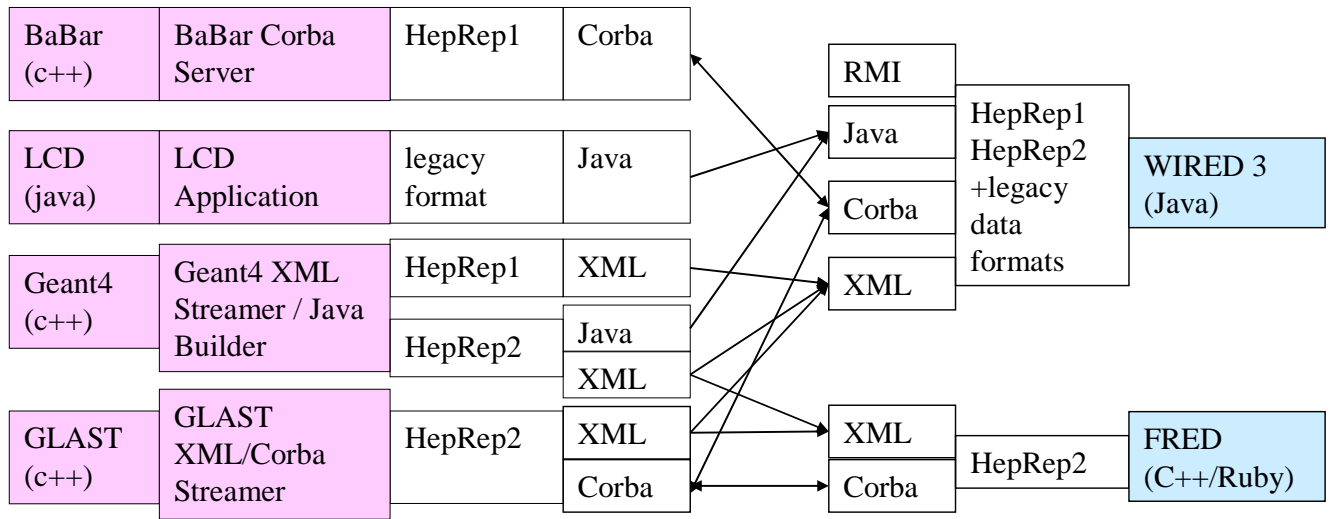 BaBar
(c++)
BaBar Corba
Server
HepRep1
Corba
LCD
(java)
LCD
Application
legacy
format
Java
Geant4
(c++)
Geant4 XML
Streamer / Java
Builder
HepRep1
XML
HepRep2
Java
XML
GLAST
(c++)
GLAST
XML/Corba
Streamer
HepRep2
XML
Corba
RMI
Java
Corba
XML
HepRep1
HepRep2
+legacy
data
formats
WIRED 3
(Java)
XML
Corba
HepRep2
FRED
(C++/Ruby)